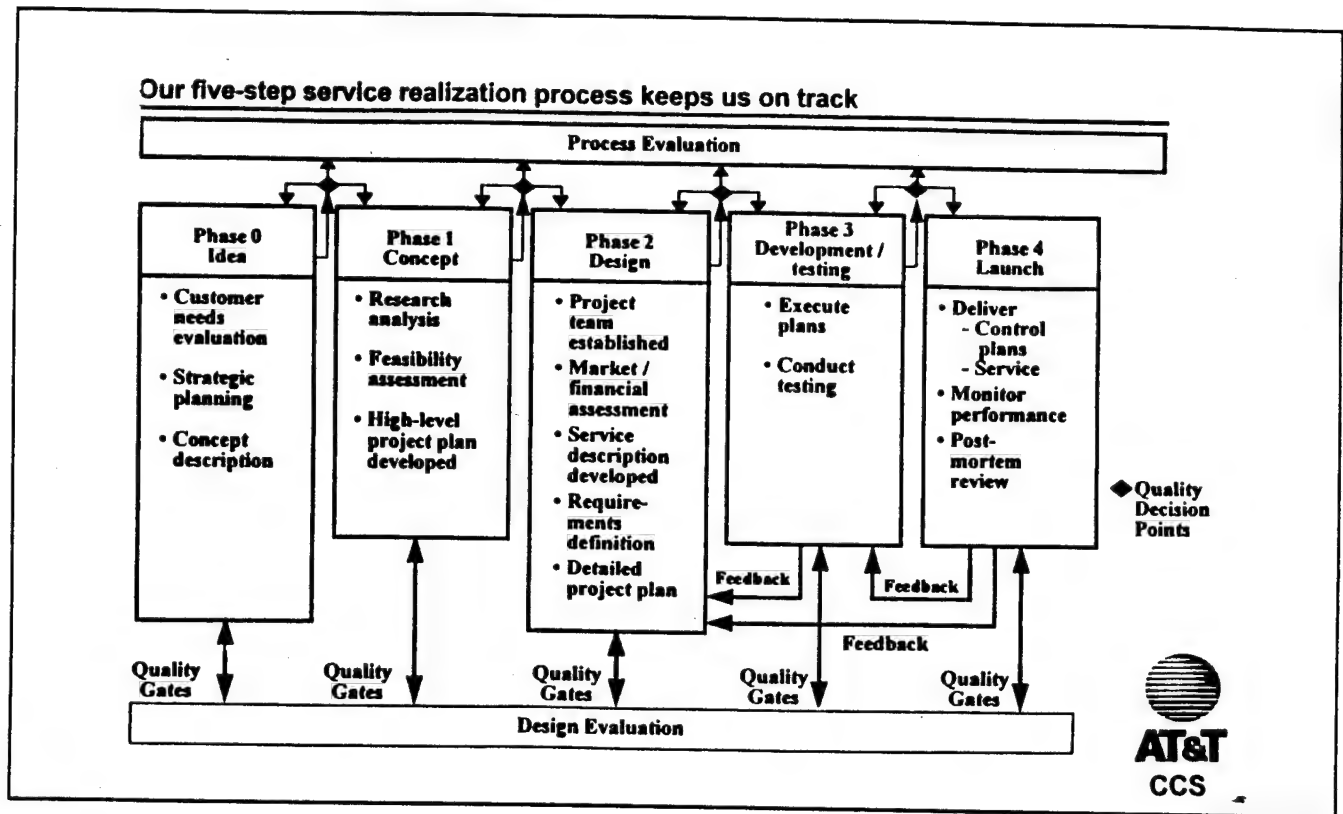 Our five-step service realization process keeps us on track
Process Evaluation
Phase 0
Idea
• Customer
needs
evaluation
• Strategic
planning
• Concept
description
Phase 1
Concept
• Research
analysis
• Feasibility
assessment
• High-level
project plan
developed
Phase 2
Design
• Project
team
established
• Market /
financial
assessment
• Service
description
developed
• Require-
ments
definition
• Detailed
project plan
Phase 3
Development /
testing
• Execute
plans
• Conduct
testing
Phase 4
Launch
• Deliver
- Control
plans
- Service
• Monitor
performance
• Post-
mortem
review
◆ Quality
Decision
Points
Feedback
Feedback
Feedback
Quality
Gates
Quality
Gates
Quality
Gates
Quality
Gates
Quality
Gates
Design Evaluation
AT&T
CCS